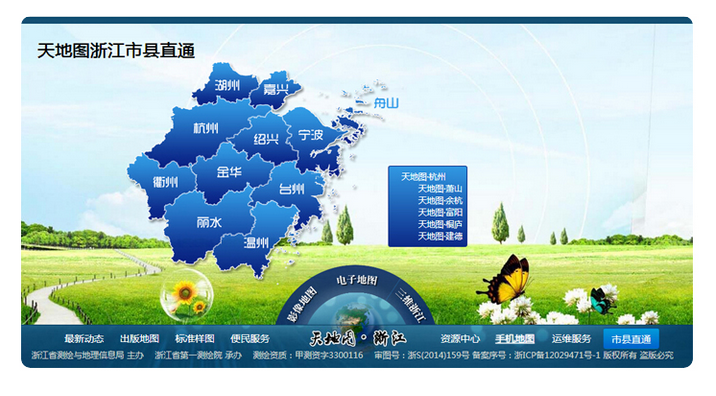 天地图浙江市县直通
湖州
嘉兴
舟山
杭州
绍兴
宁波
衢州
金华
台州
丽水
温州
天地图-杭州
天地图-萧山
天地图-余杭
天地图-富阳
天地图-桐庐
天地图-建德
影像地图
电子地图
三维浙江
最新动态 出版地图 标准样图 便民服务 天地图·浙江 资源中心 手机地图 运维服务 市县直通
浙江省测绘与地理信息局 主办 浙江省第一测绘院 承办 测绘资质：甲测资字3300116 审图号：浙S(2014)159号 备案序号：浙ICP备12029471号-1 版权所有 盗版必究